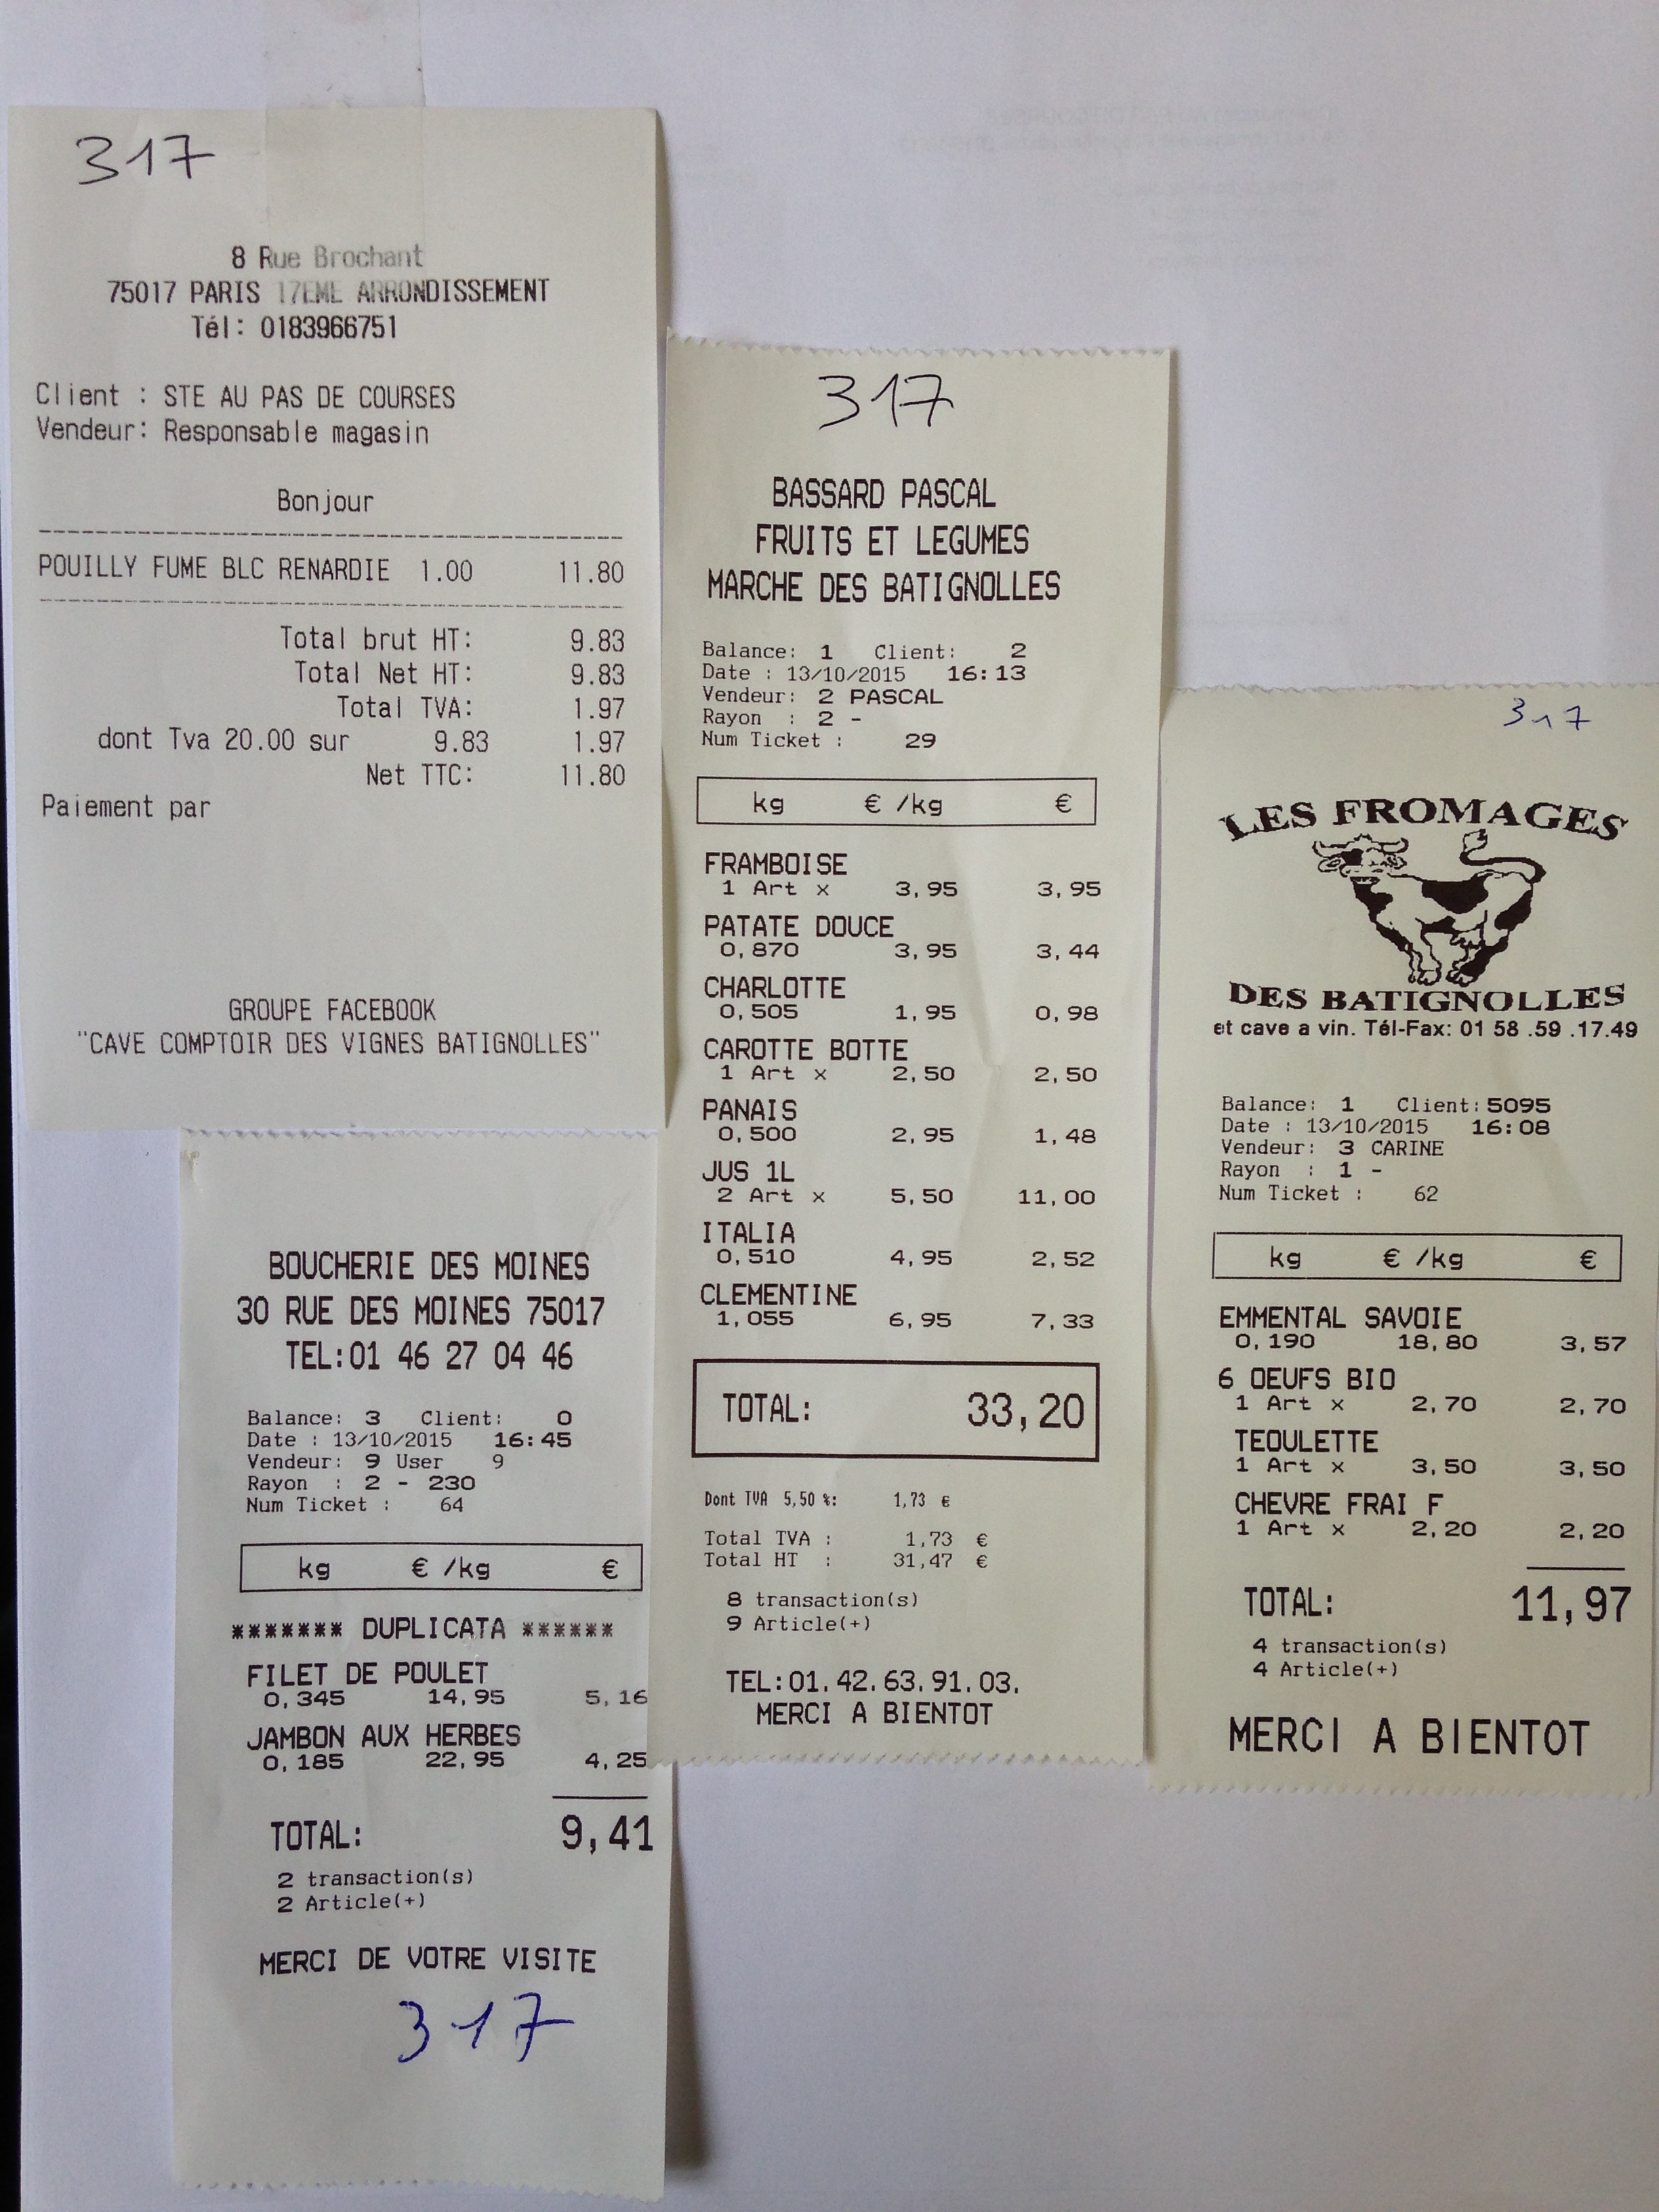 317
8 Rue Brochant
75017 PARIS 17EME ARRONDISSEMENT
Tél: 0183966751
Client : STE AU PAS DE COURSES
Vendeur: Responsable magasin
Bonjour
POUILLY FUME BLC RENARDIE 1.00 11.80
Total brut HT: 9.83
Total Net HT: 9.83
Total TVA: 1.97
dont Tva 20.00 sur 9.83 1.97
Net TTC: 11.80
Paiement par
GROUPE FACEBOOK
"CAVE COMPTOIR DES VIGNES BATIGNOLLES"
BOUCHERIE DES MOINES
30 RUE DES MOINES 75017
TEL:01 46 27 04 46
Balance: 3 Client: 0
Date : 13/10/2015 16:45
Vendeur: 9 User 9
Rayon : 2 - 230
Num Ticket : 64
kg € /kg €
******* DUPLICATA ******
FILET DE POULET
0,345 14,95 5,16
JAMBON AUX HERBES
0,185 22,95 4,25
TOTAL: 9,41
2 transaction(s)
2 Article(+)
MERCI DE VOTRE VISITE
317
317
BASSARD PASCAL
FRUITS ET LEGUMES
MARCHE DES BATIGNOLLES
Balance: 1 Client: 2
Date : 13/10/2015 16:13
Vendeur: 2 PASCAL
Rayon : 2 -
Num Ticket : 29
kg € /kg €
FRAMBOISE
1 Art x 3,95 3,95
PATATE DOUCE
0,870 3,95 3,44
CHARLOTTE
0,505 1,95 0,98
CAROTTE BOTTE
1 Art x 2,50 2,50
PANAIS
0,500 2,95 1,48
JUS 1L
2 Art x 5,50 11,00
ITALIA
0,510 4,95 2,52
CLEMENTINE
1,055 6,95 7,33
TOTAL: 33,20
Dont TVA 5,50 %: 1,73 €
Total TVA : 1,73 €
Total HT : 31,47 €
8 transaction(s)
9 Article(+)
TEL:01.42.63.91.03.
MERCI A BIENTOT
317
LES FROMAGES
DES BATIGNOLLES
et cave a vin. Tél-Fax: 01 58 .59 .17.49
Balance: 1 Client:5095
Date : 13/10/2015 16:08
Vendeur: 3 CARINE
Rayon : 1 -
Num Ticket : 62
kg € /kg €
EMMENTAL SAVOIE
0,190 18,80 3,57
6 OEUFS BIO
1 Art x 2,70 2,70
TEOULETTE
1 Art x 3,50 3,50
CHEVRE FRAI F
1 Art x 2,20 2,20
TOTAL: 11,97
4 transaction(s)
4 Article(+)
MERCI A BIENTOT